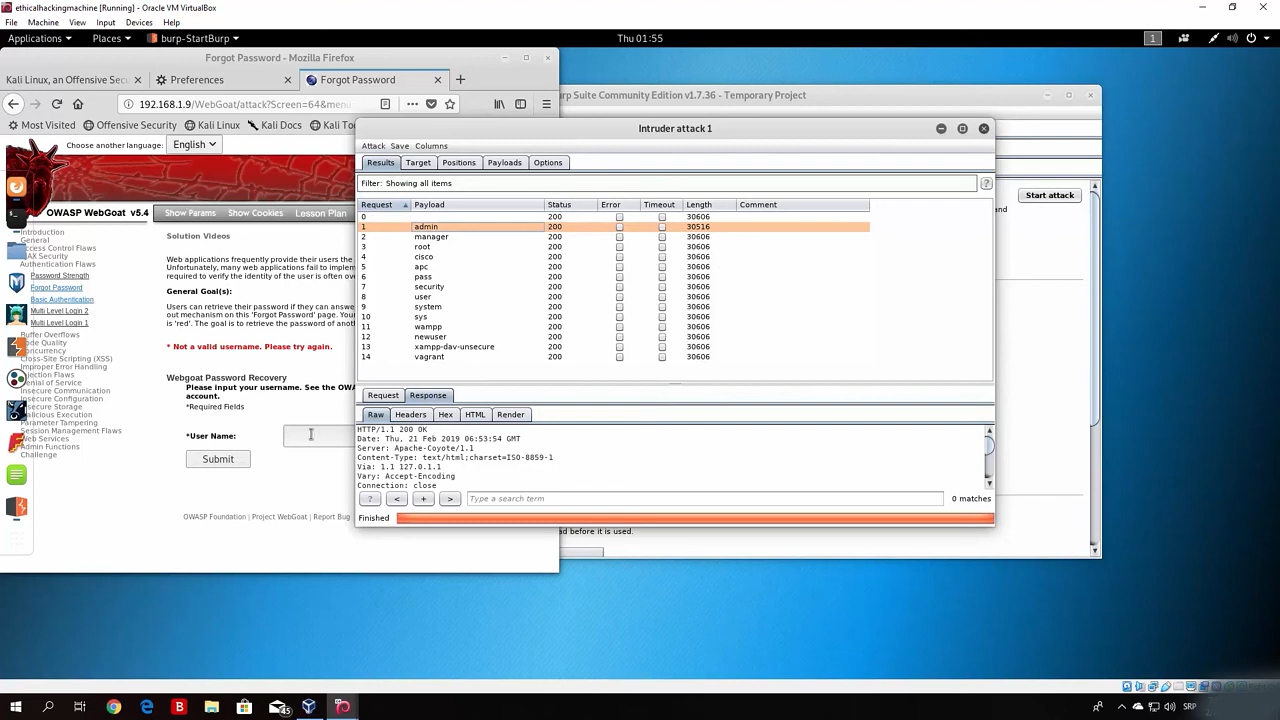 ethicalhackingmachine [Running] - Oracle VM VirtualBox
File Machine View Input Devices Help
Applications Places burp-StartBurp Thu 01:55 1
Forgot Password - Mozilla Firefox
Kali Linux, an Offensive Sec Preferences Forgot Password
192.168.1.9/WebGoat/attack?Screen=64&menu
Most Visited Offensive Security Kali Linux Kali Docs Kali To
Choose another language: English
OWASP WebGoat v5.4 Show Params Show Cookies Lesson Plan
Introduction
General
Access Control Flaws
AJAX Security
Authentication Flaws
Password Strength
Forgot Password
Basic Authentication
Multi Level Login 2
Multi Level Login 1
Buffer Overflows
Code Quality
Concurrency
Cross-Site Scripting (XSS)
Improper Error Handling
Injection Flaws
Denial of Service
Insecure Communication
Insecure Configuration
Insecure Storage
Malicious Execution
Parameter Tampering
Session Management Flaws
Web Services
Admin Functions
Challenge
Solution Videos
Web applications frequently provide their users the
Unfortunately, many web applications fail to implem
required to verify the identity of the user is often ov
General Goal(s):
Users can retrieve their password if they can answe
out mechanism on this 'Forgot Password' page. You
is 'red'. The goal is to retrieve the password of anot
* Not a valid username. Please try again.
Webgoat Password Recovery
Please input your username. See the OWA
account.
*Required Fields
*User Name:
Submit
OWASP Foundation | Project WebGoat | Report Bug
urp Suite Community Edition v1.7.36 - Temporary Project
Start attack
and
ad before it is used.
Intruder attack 1
Attack Save Columns
Results Target Positions Payloads Options
Filter: Showing all items ?
Request Payload Status Error Timeout Length Comment
0 200 30606
1 admin 200 30516
2 manager 200 30606
3 root 200 30606
4 cisco 200 30606
5 apc 200 30606
6 pass 200 30606
7 security 200 30606
8 user 200 30606
9 system 200 30606
10 sys 200 30606
11 wampp 200 30606
12 newuser 200 30606
13 xampp-dav-unsecure 200 30606
14 vagrant 200 30606
Request Response
Raw Headers Hex HTML Render
HTTP/1.1 200 OK
Date: Thu, 21 Feb 2019 06:53:54 GMT
Server: Apache-Coyote/1.1
Content-Type: text/html;charset=ISO-8859-1
Via: 1.1 127.0.1.1
Vary: Accept-Encoding
Connection: close
? < + > Type a search term 0 matches
Finished
45 SRP